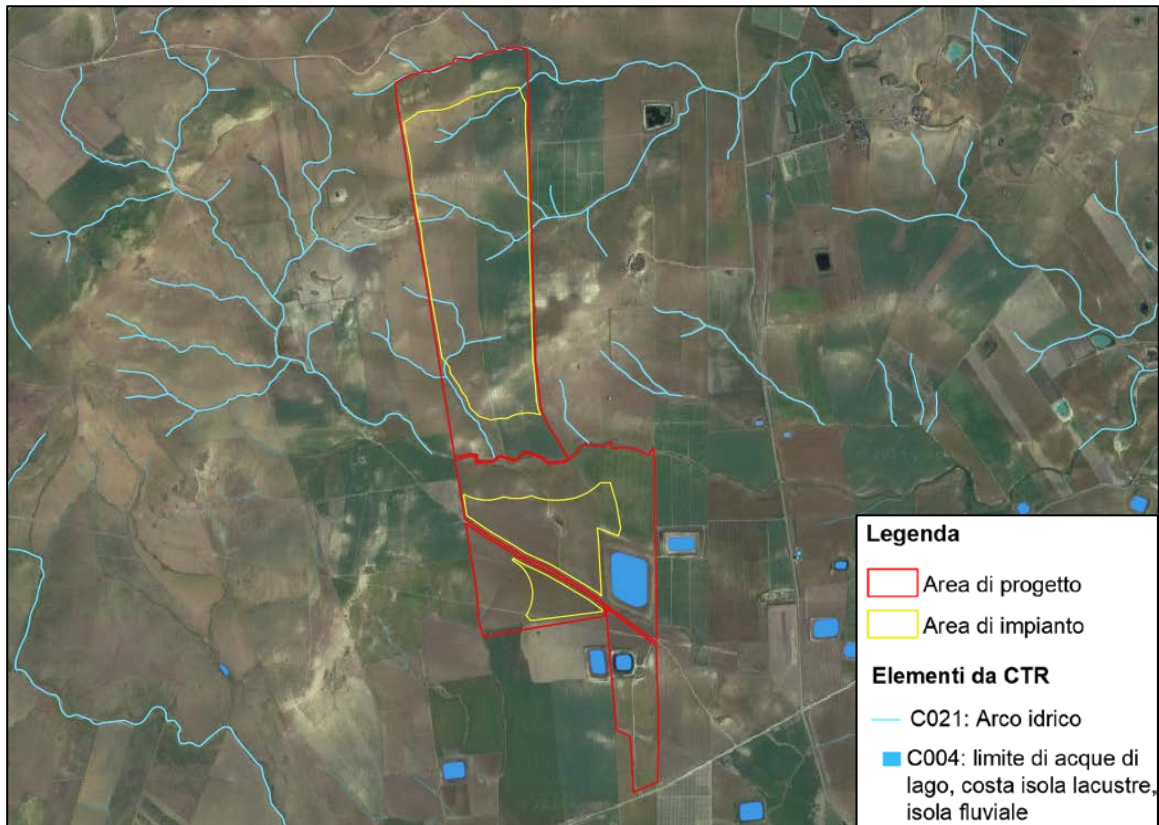 Legenda
Area di progetto
Area di impianto
Elementi da CTR
C021: Arco idrico
C004: limite di acque di
lago, costa isola lacustre,
isola fluviale